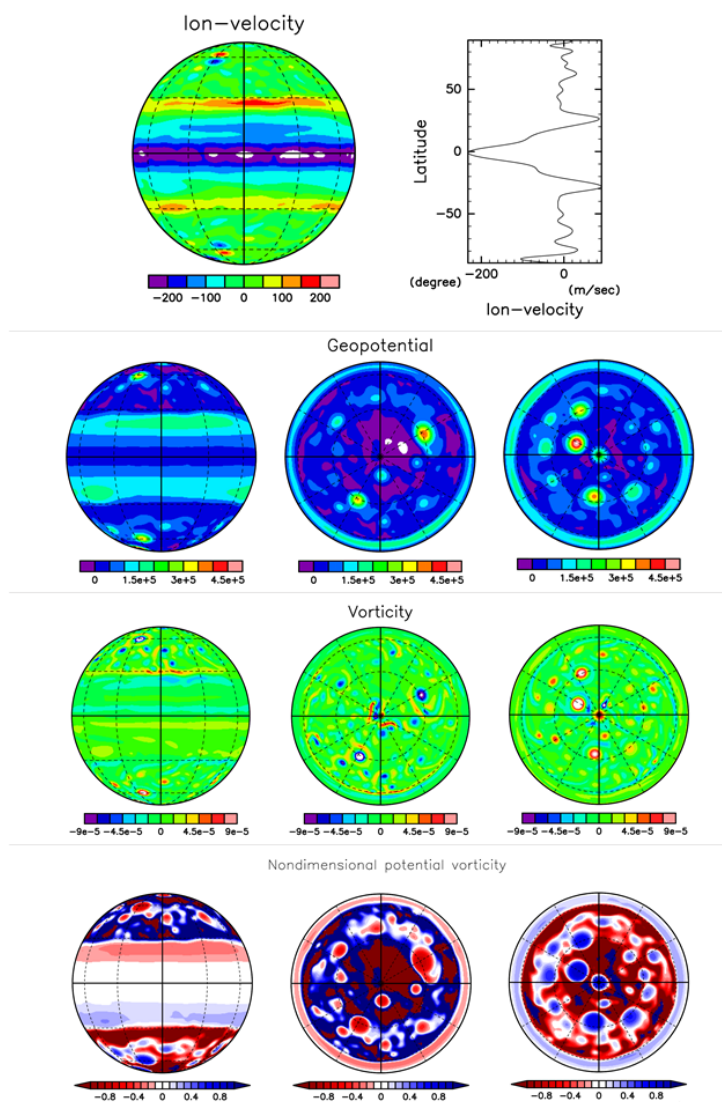 Ion-velocity
50
0
-50
Latitude
-200 -100 0 100 200
-200 0
(degree) (m/sec)
Ion-velocity
Geopotential
0 1.5e+5 3e+5 4.5e+5
0 1.5e+5 3e+5 4.5e+5
0 1.5e+5 3e+5 4.5e+5
Vorticity
-9e-5 -4.5e-5 0 4.5e-5 9e-5
-9e-5 -4.5e-5 0 4.5e-5 9e-5
-9e-5 -4.5e-5 0 4.5e-5 9e-5
Nondimensional potential vorticity
-0.8 -0.4 0 0.4 0.8
-0.8 -0.4 0 0.4 0.8
-0.8 -0.4 0 0.4 0.8